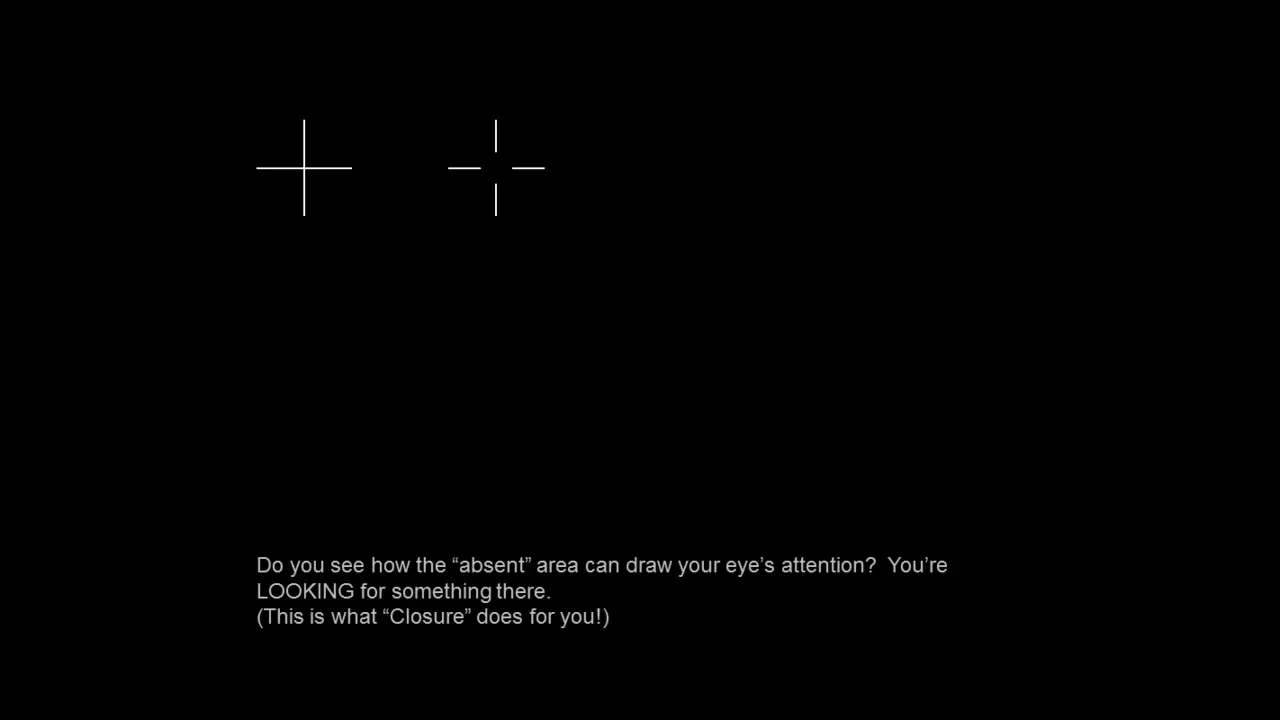 Do you see how the “absent” area can draw your eye’s attention?  You’re
LOOKING for something there.
(This is what “Closure” does for you!)